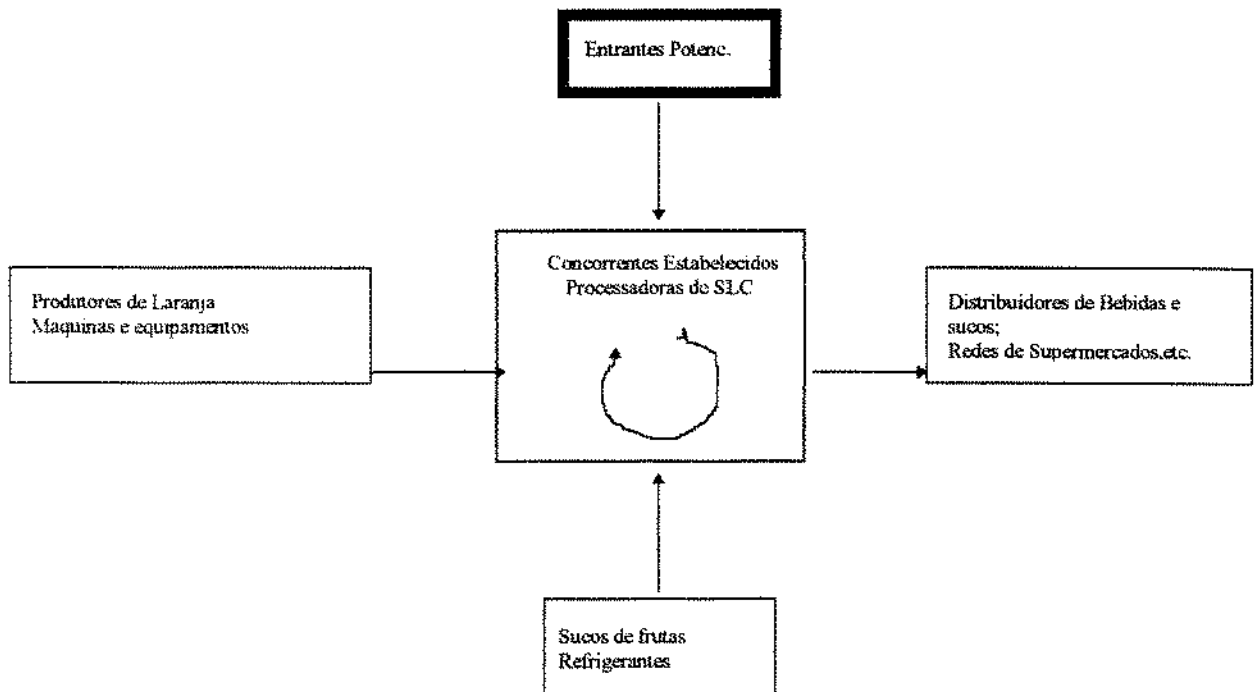 Entrantes Potenc.
Concorrentes Estabelecidos
Processadoras de SLC
Produtores de Laranja
Maquinas e equipamentos
Distribuidores de Bebidas e
sucos;
Redes de Supermercados.etc.
Sucos de frutas
Refrigerantes